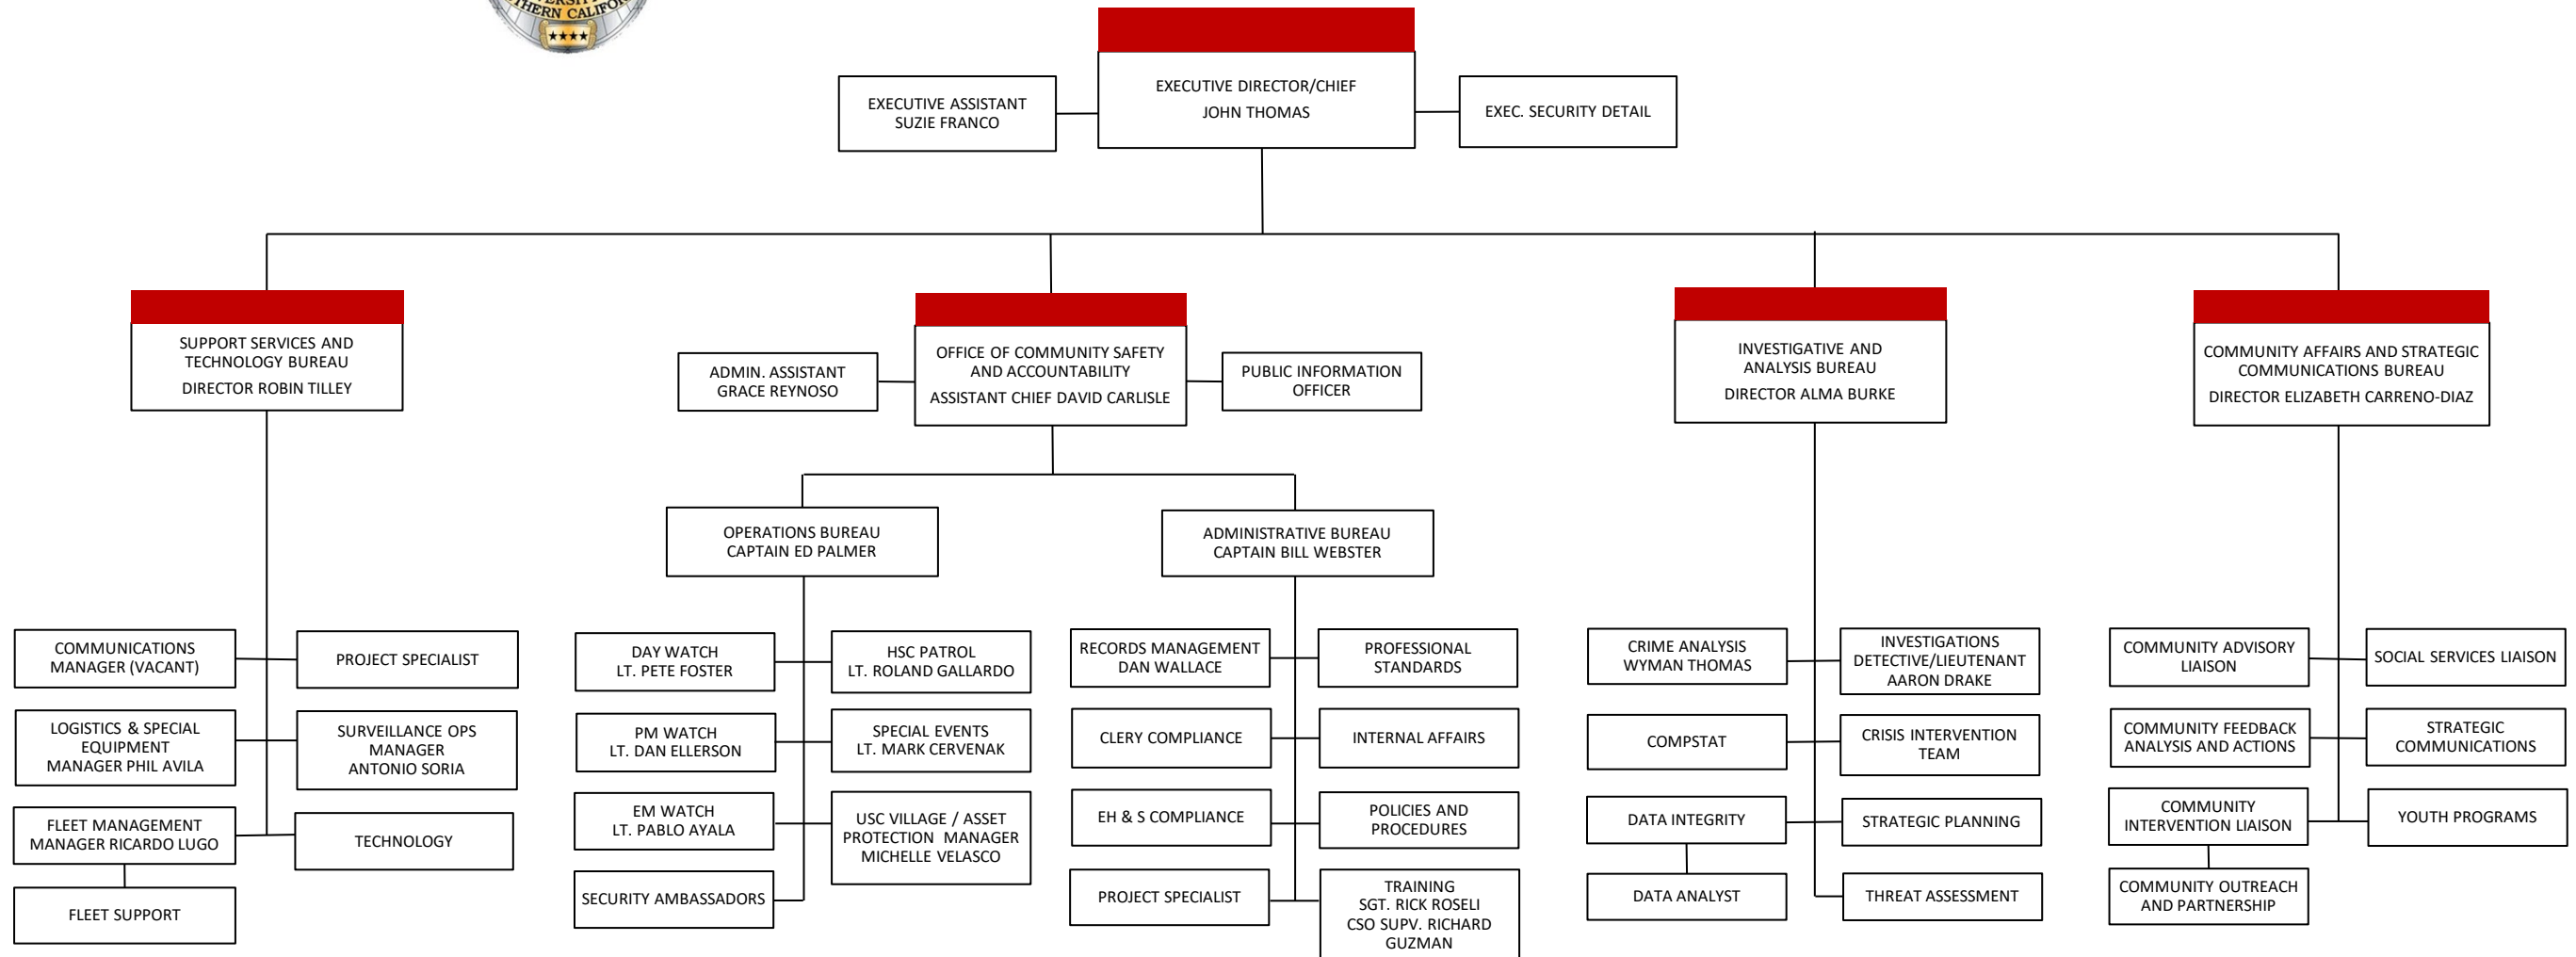 THERN CALIFOR
EXECUTIVE DIRECTOR/CHIEF
JOHN THOMAS
EXECUTIVE ASSISTANT
SUZIE FRANCO
EXEC. SECURITY DETAIL
SUPPORT SERVICES AND
TECHNOLOGY BUREAU
DIRECTOR ROBIN TILLEY
ADMIN. ASSISTANT
GRACE REYNOSO
OFFICE OF COMMUNITY SAFETY
AND ACCOUNTABILITY
ASSISTANT CHIEF DAVID CARLISLE
PUBLIC INFORMATION
OFFICER
INVESTIGATIVE AND
ANALYSIS BUREAU
DIRECTOR ALMA BURKE
COMMUNITY AFFAIRS AND STRATEGIC
COMMUNICATIONS BUREAU
DIRECTOR ELIZABETH CARRENO-DIAZ
OPERATIONS BUREAU
CAPTAIN ED PALMER
ADMINISTRATIVE BUREAU
CAPTAIN BILL WEBSTER
COMMUNICATIONS
MANAGER (VACANT)
PROJECT SPECIALIST
LOGISTICS & SPECIAL
EQUIPMENT
MANAGER PHIL AVILA
SURVEILLANCE OPS
MANAGER
ANTONIO SORIA
FLEET MANAGEMENT
MANAGER RICARDO LUGO
TECHNOLOGY
FLEET SUPPORT
DAY WATCH
LT. PETE FOSTER
HSC PATROL
LT. ROLAND GALLARDO
PM WATCH
LT. DAN ELLERSON
SPECIAL EVENTS
LT. MARK CERVENAK
EM WATCH
LT. PABLO AYALA
USC VILLAGE / ASSET
PROTECTION MANAGER
MICHELLE VELASCO
SECURITY AMBASSADORS
RECORDS MANAGEMENT
DAN WALLACE
PROFESSIONAL
STANDARDS
CLERY COMPLIANCE
INTERNAL AFFAIRS
EH & S COMPLIANCE
POLICIES AND
PROCEDURES
PROJECT SPECIALIST
TRAINING
SGT. RICK ROSELI
CSO SUPV. RICHARD
GUZMAN
CRIME ANALYSIS
WYMAN THOMAS
INVESTIGATIONS
DETECTIVE/LIEUTENANT
AARON DRAKE
COMPSTAT
CRISIS INTERVENTION
TEAM
DATA INTEGRITY
STRATEGIC PLANNING
DATA ANALYST
THREAT ASSESSMENT
COMMUNITY ADVISORY
LIAISON
SOCIAL SERVICES LIAISON
COMMUNITY FEEDBACK
ANALYSIS AND ACTIONS
STRATEGIC
COMMUNICATIONS
COMMUNITY
INTERVENTION LIAISON
YOUTH PROGRAMS
COMMUNITY OUTREACH
AND PARTNERSHIP